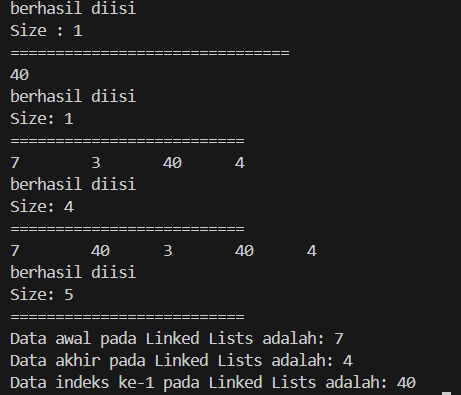 berhasil diisi
Size : 1
===============================
40
berhasil diisi
Size: 1
==========================
7 3 40 4
berhasil diisi
Size: 4
==========================
7 40 3 40 4
berhasil diisi
Size: 5
==========================
Data awal pada Linked Lists adalah: 7
Data akhir pada Linked Lists adalah: 4
Data indeks ke-1 pada Linked Lists adalah: 40